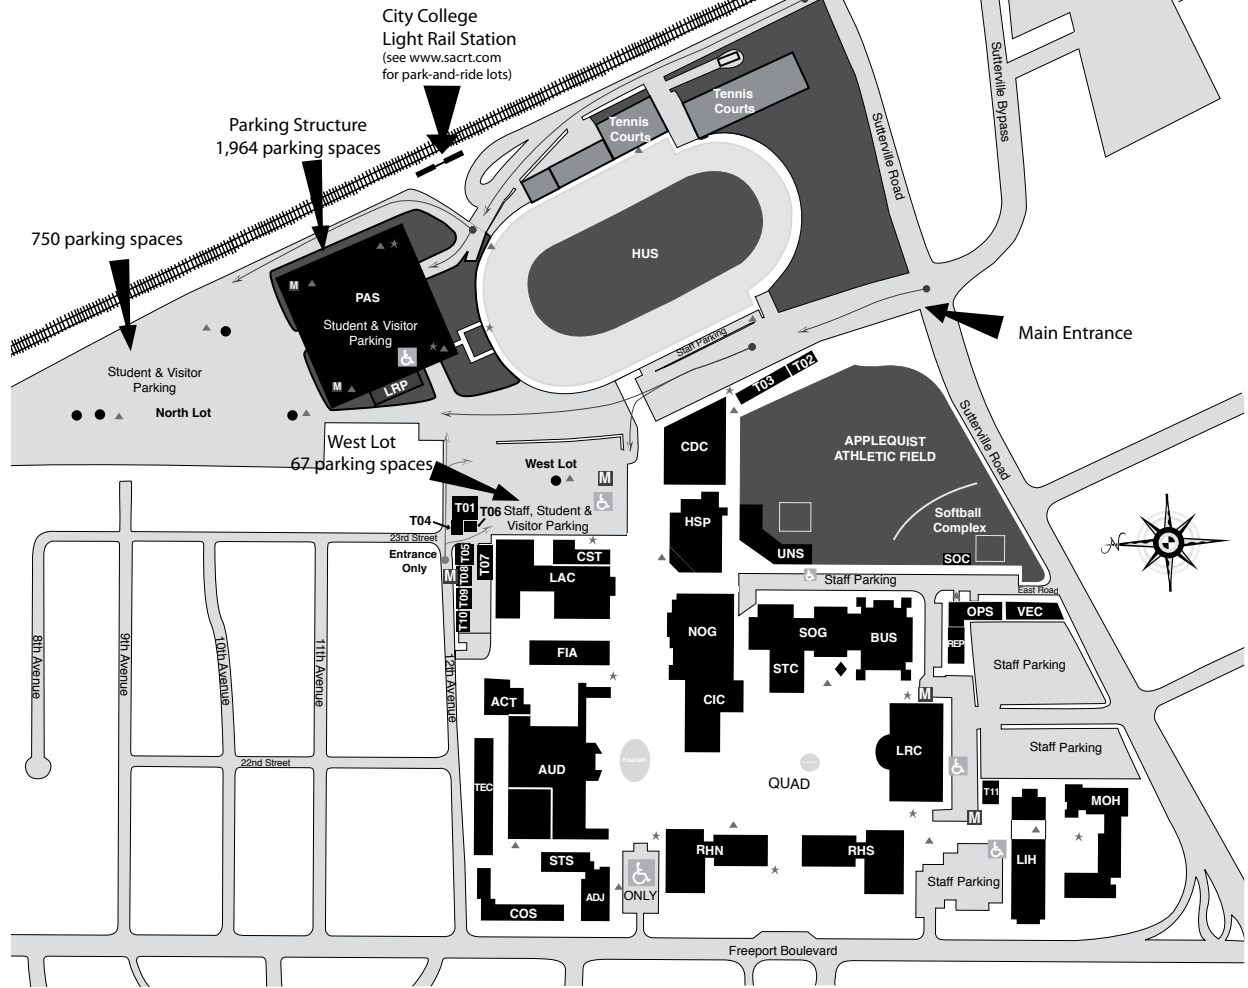 City College
Light Rail Station
(see www.sacrt.com
for park-and-ride lots)
Parking Structure
1,964 parking spaces
750 parking spaces
Tennis
Courts
Tennis
Courts
Sutterville Road
Sutterville Bypass
HUS
M
PAS
Student & Visitor
Parking
M
LRP
Staff Parking
Main Entrance
Student & Visitor
Parking
North Lot
T03
T02
West Lot
67 parking spaces
West Lot
M
CDC
APPLEQUIST
ATHLETIC FIELD
Sutterville Road
T01
T04
T06
Staff, Student &
Visitor Parking
HSP
Softball
Complex
N
23rd Street
Entrance
Only
M
T05
T08
T07
T09
T10
CST
LAC
UNS
SOC
Staff Parking
East Road
8th Avenue
9th Avenue
10th Avenue
11th Avenue
12th Avenue
FIA
NOG
SOG
BUS
STC
OPS
VEC
REP
Staff Parking
M
ACT
CIC
LRC
Staff Parking
22nd Street
AUD
Fountain
QUAD
TEC
T11
M
MOH
STS
RHN
RHS
LIH
ADJ
ONLY
Staff Parking
COS
Freeport Boulevard